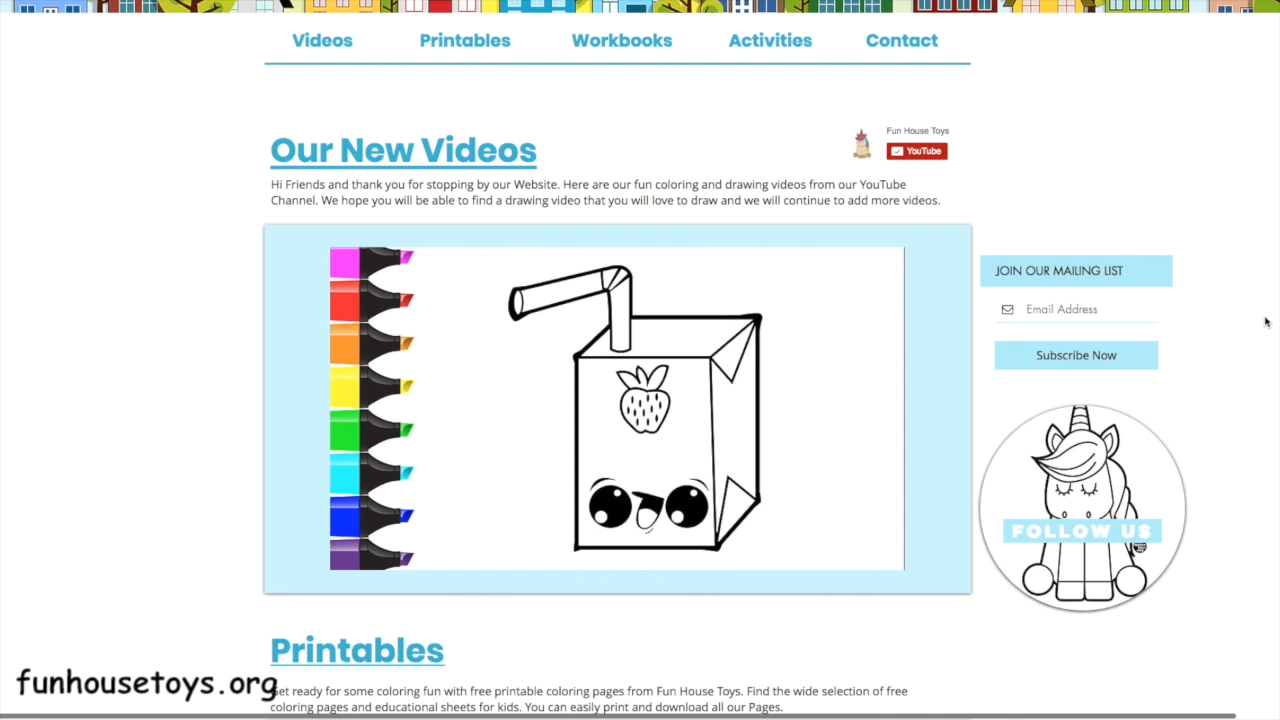 Videos Printables Workbooks Activities Contact
Our New Videos
Fun House Toys
YouTube
Hi Friends and thank you for stopping by our Website. Here are our fun coloring and drawing videos from our YouTube
Channel. We hope you will be able to find a drawing video that you will love to draw and we will continue to add more videos.
JOIN OUR MAILING LIST
Email Address
Subscribe Now
FOLLOW US
Printables
Get ready for some coloring fun with free printable coloring pages from Fun House Toys. Find the wide selection of free
coloring pages and educational sheets for kids. You can easily print and download all our Pages.
funhousetoys.org